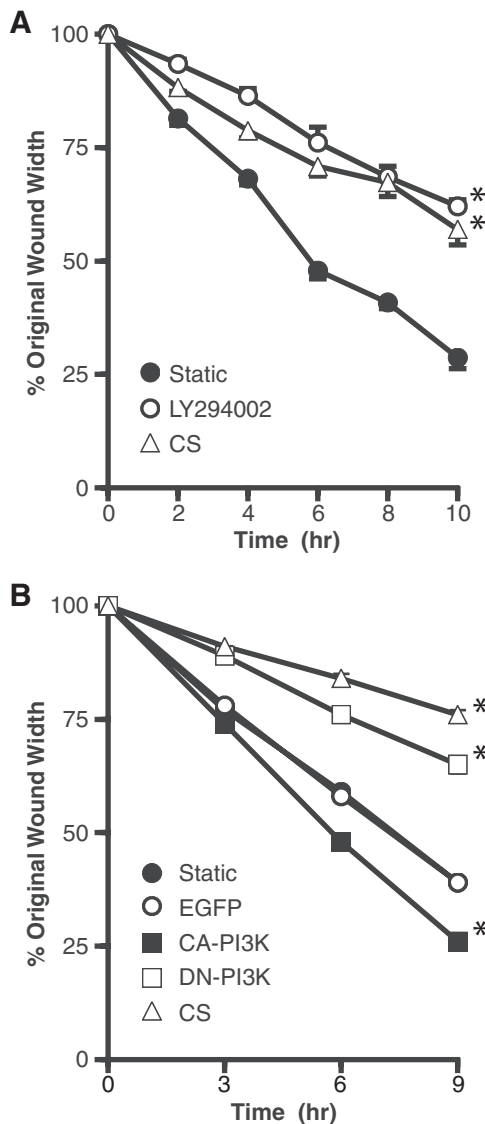 A
% Original Wound Width
100
75
50
25
0
*
*
Static
LY294002
CS
0 2 4 6 8 10
Time (hr)
B
% Original Wound Width
100
75
50
25
0
*
*
*
Static
EGFP
CA-PI3K
DN-PI3K
CS
0 3 6 9
Time (hr)